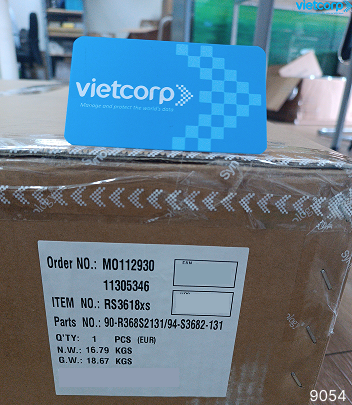 vietcorp
vietcorp
Manage and protect the world's data
Order NO.: MO112930
11305346
ITEM NO.: RS3618xs
Parts NO.: 90-R368S2131/94-S3682-131
Q'TY: 1 PCS (EUR)
N.W.: 16.79 KGS
G.W.: 18.67 KGS
9054